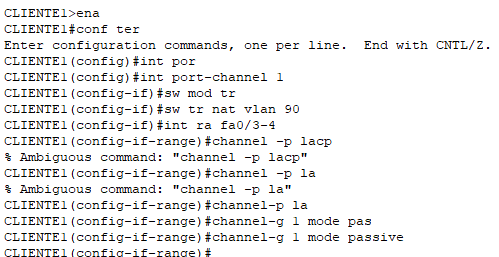 CLIENTE1>ena
CLIENTE1#conf ter
Enter configuration commands, one per line.  End with CNTL/Z.
CLIENTE1(config)#int por
CLIENTE1(config)#int port-channel 1
CLIENTE1(config-if)#sw mod tr
CLIENTE1(config-if)#sw tr nat vlan 90
CLIENTE1(config-if)#int ra fa0/3-4
CLIENTE1(config-if-range)#channel -p lacp
% Ambiguous command: "channel -p lacp"
CLIENTE1(config-if-range)#channel -p la
% Ambiguous command: "channel -p la"
CLIENTE1(config-if-range)#channel-p la
CLIENTE1(config-if-range)#channel-g 1 mode pas
CLIENTE1(config-if-range)#channel-g 1 mode passive
CLIENTE1(config-if-range)#